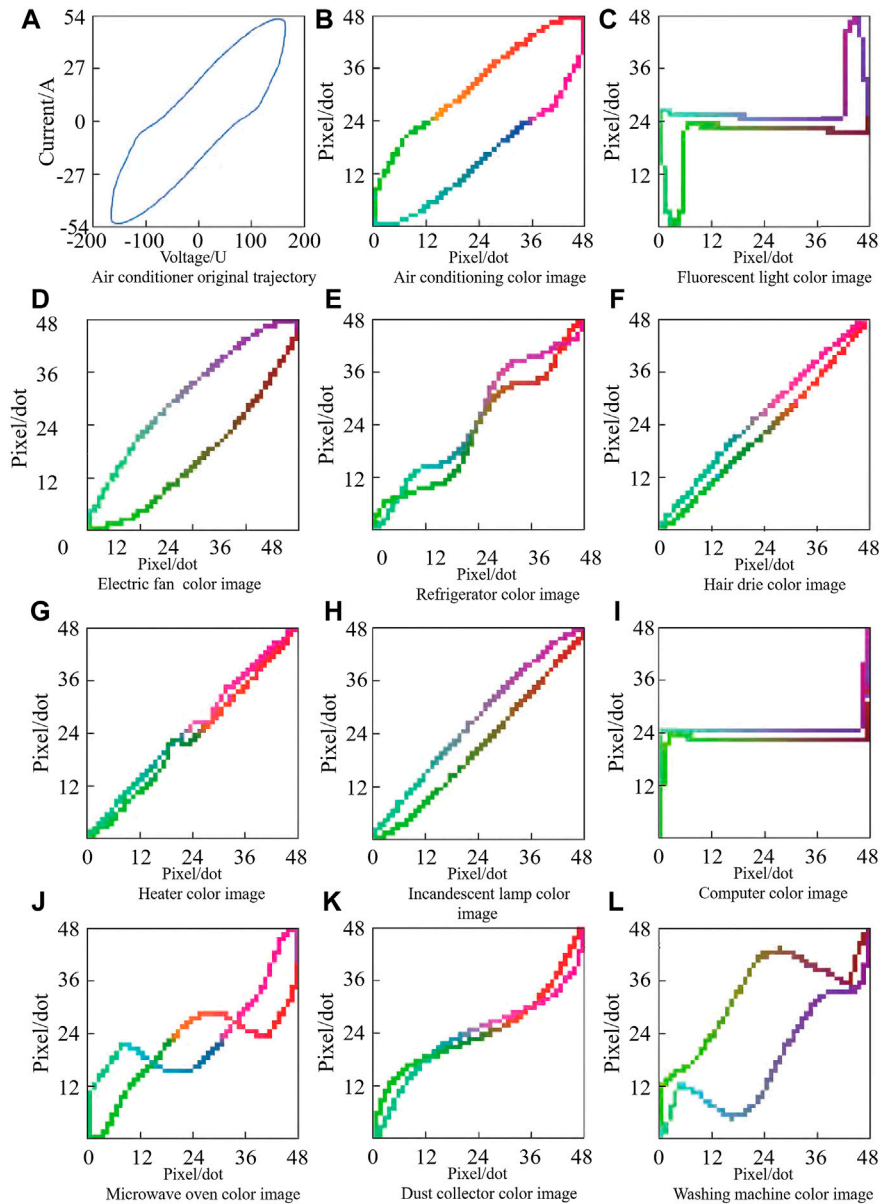 A
54
27
0
-27
-54
Current/A
-200
-100
0
100
200
Voltage/U
Air conditioner original trajectory
B
48
36
24
12
Pixel/dot
0
12
24
36
48
Pixel/dot
Air conditioning color image
C
48
36
24
12
Pixel/dot
0
12
24
36
48
Pixel/dot
Fluorescent light color image
D
48
36
24
12
Pixel/dot
0
12
24
36
48
Pixel/dot
Electric fan color image
E
48
36
24
12
Pixel/dot
0
12
24
36
48
Pixel/dot
Refrigerator color image
F
48
36
24
12
Pixel/dot
0
12
24
36
48
Pixel/dot
Hair drie color image
G
48
36
24
12
Pixel/dot
0
12
24
36
48
Pixel/dot
Heater color image
H
48
36
24
12
Pixel/dot
0
12
24
36
48
Pixel/dot
Incandescent lamp color
image
I
48
36
24
12
Pixel/dot
0
12
24
36
48
Pixel/dot
Computer color image
J
48
36
24
12
Pixel/dot
0
12
24
36
48
Pixel/dot
Microwave oven color image
K
48
36
24
12
Pixel/dot
0
12
24
36
48
Pixel/dot
Dust collector color image
L
48
36
24
12
Pixel/dot
0
12
24
36
48
Pixel/dot
Washing machine color image